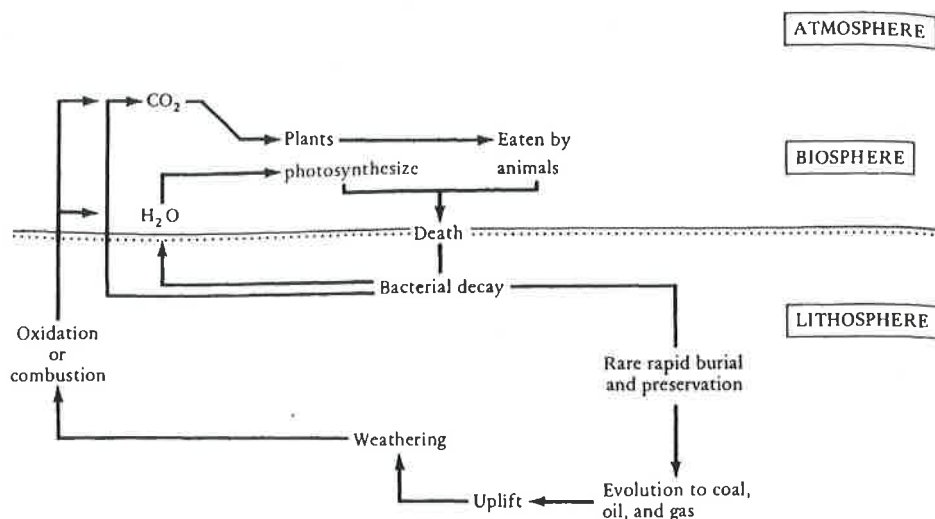 ATMOSPHERE
CO₂
Plants
Eaten by
photosynthesize
animals
BIOSPHERE
H₂O
Death
Bacterial decay
LITHOSPHERE
Oxidation
or
combustion
Rare rapid burial
and preservation
Weathering
Uplift
Evolution to coal,
oil, and gas